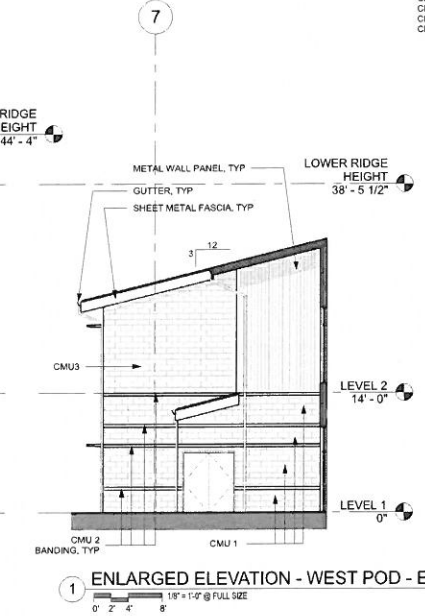 7
RIDGE
EIGHT
44' - 4"
METAL WALL PANEL, TYP
GUTTER, TYP
SHEET METAL FASCIA, TYP
LOWER RIDGE
HEIGHT
38' - 5 1/2"
12
3
CMU3
LEVEL 2
14' - 0"
LEVEL 1
0"
CMU 2
BANDING, TYP
CMU 1
1
ENLARGED ELEVATION - WEST POD - E
1/8" = 1'-0" @ FULL SIZE
0' 2' 4' 8'